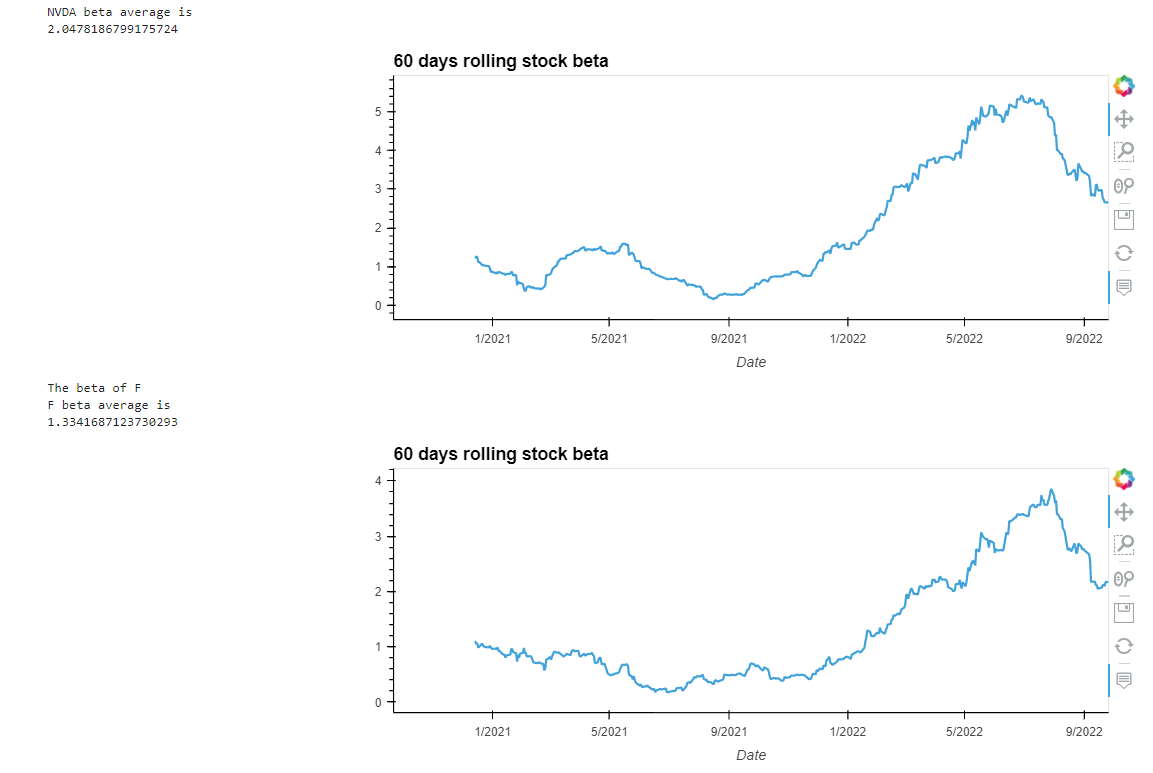 NVDA beta average is
2.0478186799175724
60 days rolling stock beta
5
4
3
2
1
0
1/2021 5/2021 9/2021 1/2022 5/2022 9/2022
Date
The beta of F
F beta average is
1.3341687123730293
60 days rolling stock beta
4
3
2
1
0
1/2021 5/2021 9/2021 1/2022 5/2022 9/2022
Date